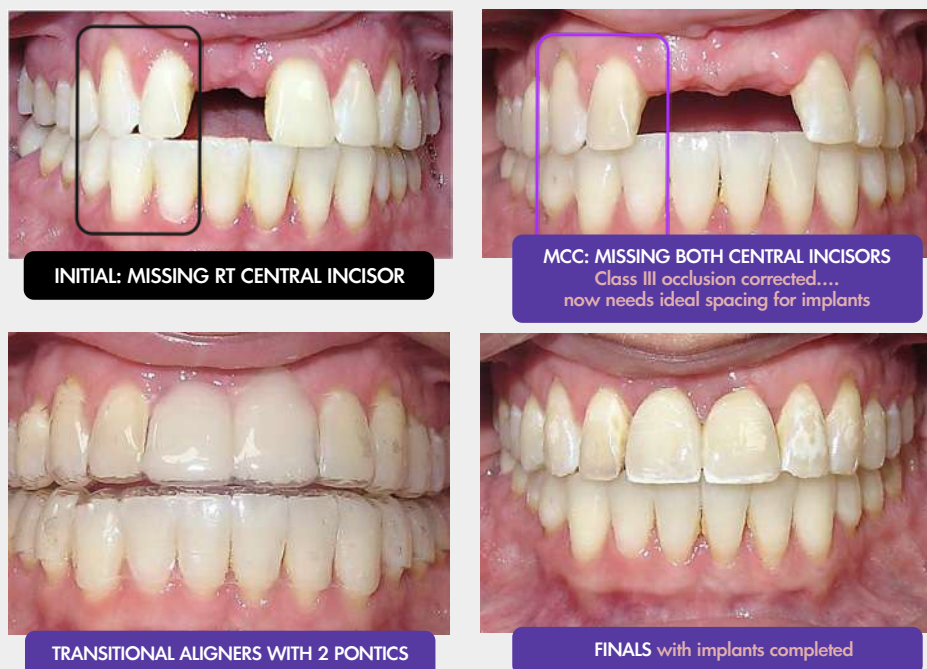 INITIAL: MISSING RT CENTRAL INCISOR
MCC: MISSING BOTH CENTRAL INCISORS
Class III occlusion corrected....
now needs ideal spacing for implants
TRANSITIONAL ALIGNERS WITH 2 PONTICS
FINALS with implants completed